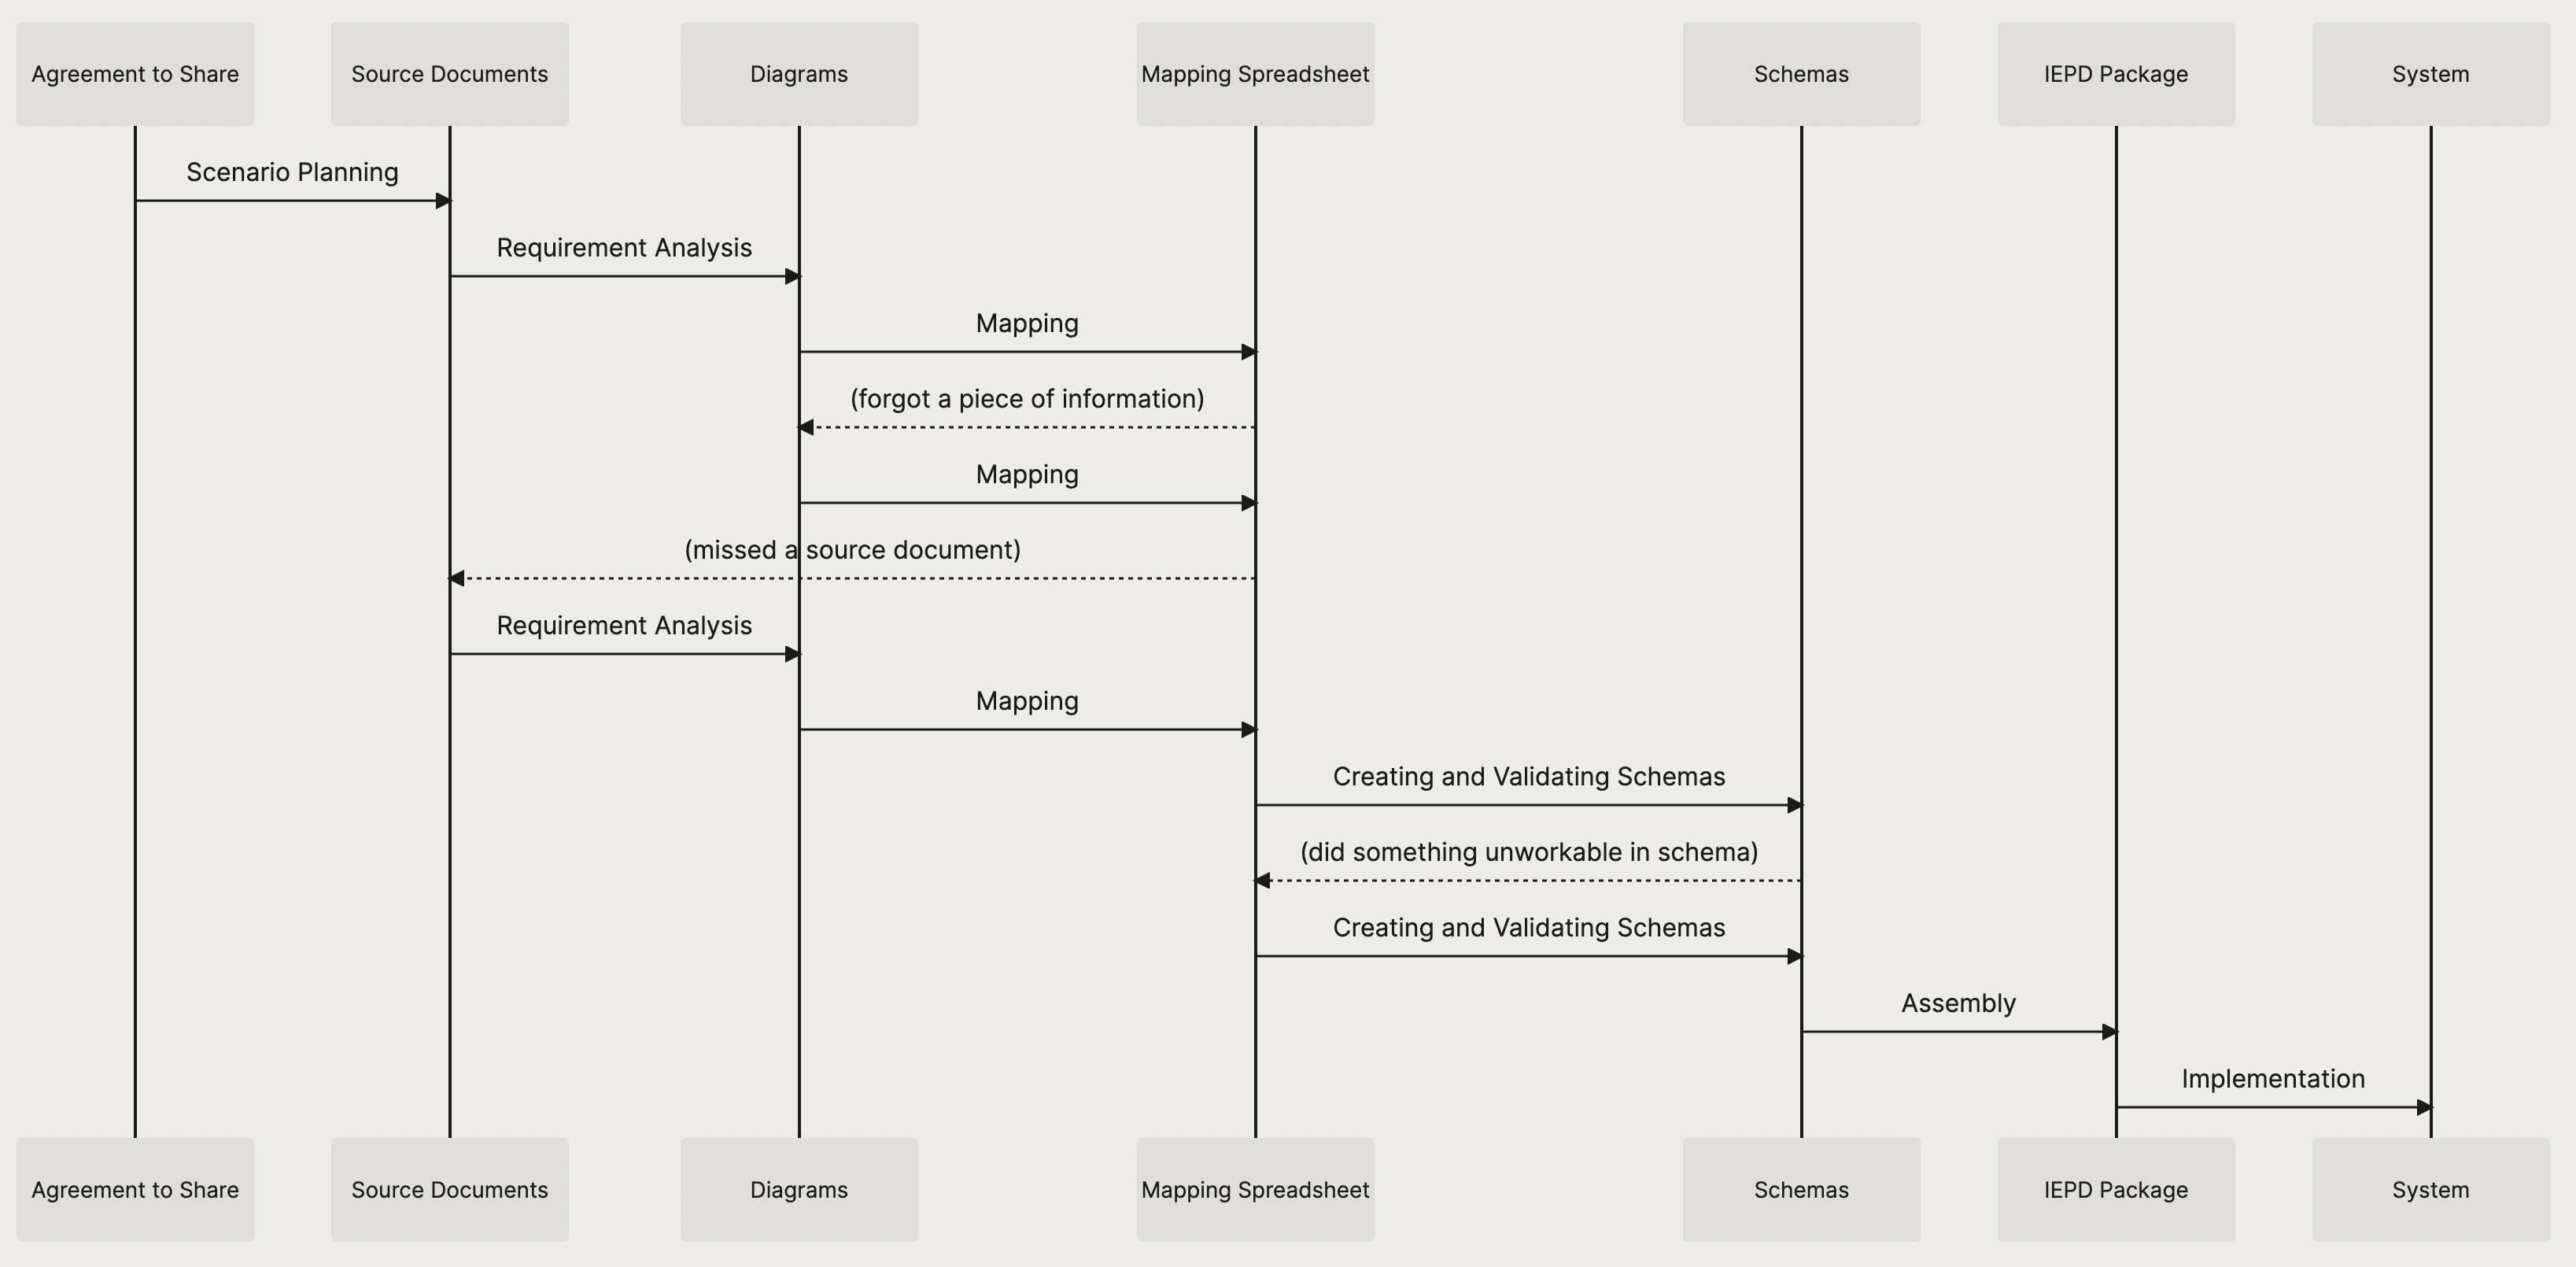 Agreement to Share
Source Documents
Diagrams
Mapping Spreadsheet
Schemas
IEPD Package
System
Scenario Planning
Requirement Analysis
Mapping
(forgot a piece of information)
Mapping
(missed a source document)
Requirement Analysis
Mapping
Creating and Validating Schemas
(did something unworkable in schema)
Creating and Validating Schemas
Assembly
Implementation
Agreement to Share
Source Documents
Diagrams
Mapping Spreadsheet
Schemas
IEPD Package
System